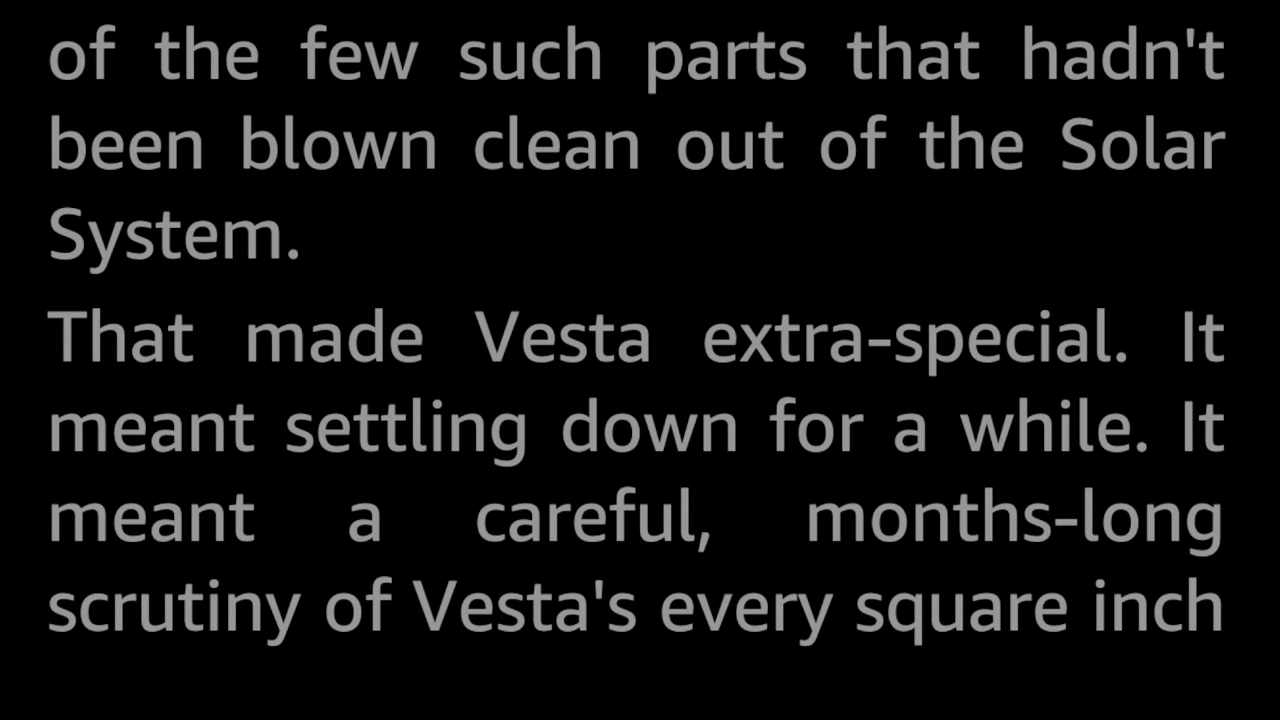 of the few such parts that hadn't
been blown clean out of the Solar
System.
That made Vesta extra-special. It
meant settling down for a while. It
meant a careful, months-long
scrutiny of Vesta's every square inch